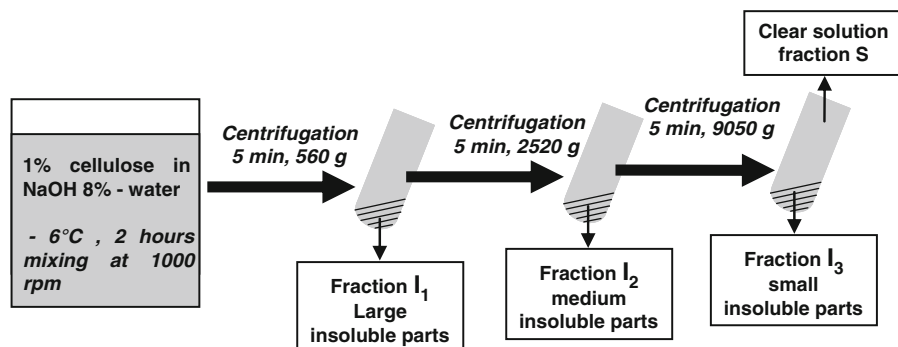 1% cellulose in
NaOH 8% - water
- 6°C , 2 hours
mixing at 1000
rpm
Centrifugation
5 min, 560 g
Fraction I1
Large
insoluble parts
Centrifugation
5 min, 2520 g
Fraction I2
medium
insoluble parts
Centrifugation
5 min, 9050 g
Clear solution
fraction S
Fraction I3
small
insoluble parts